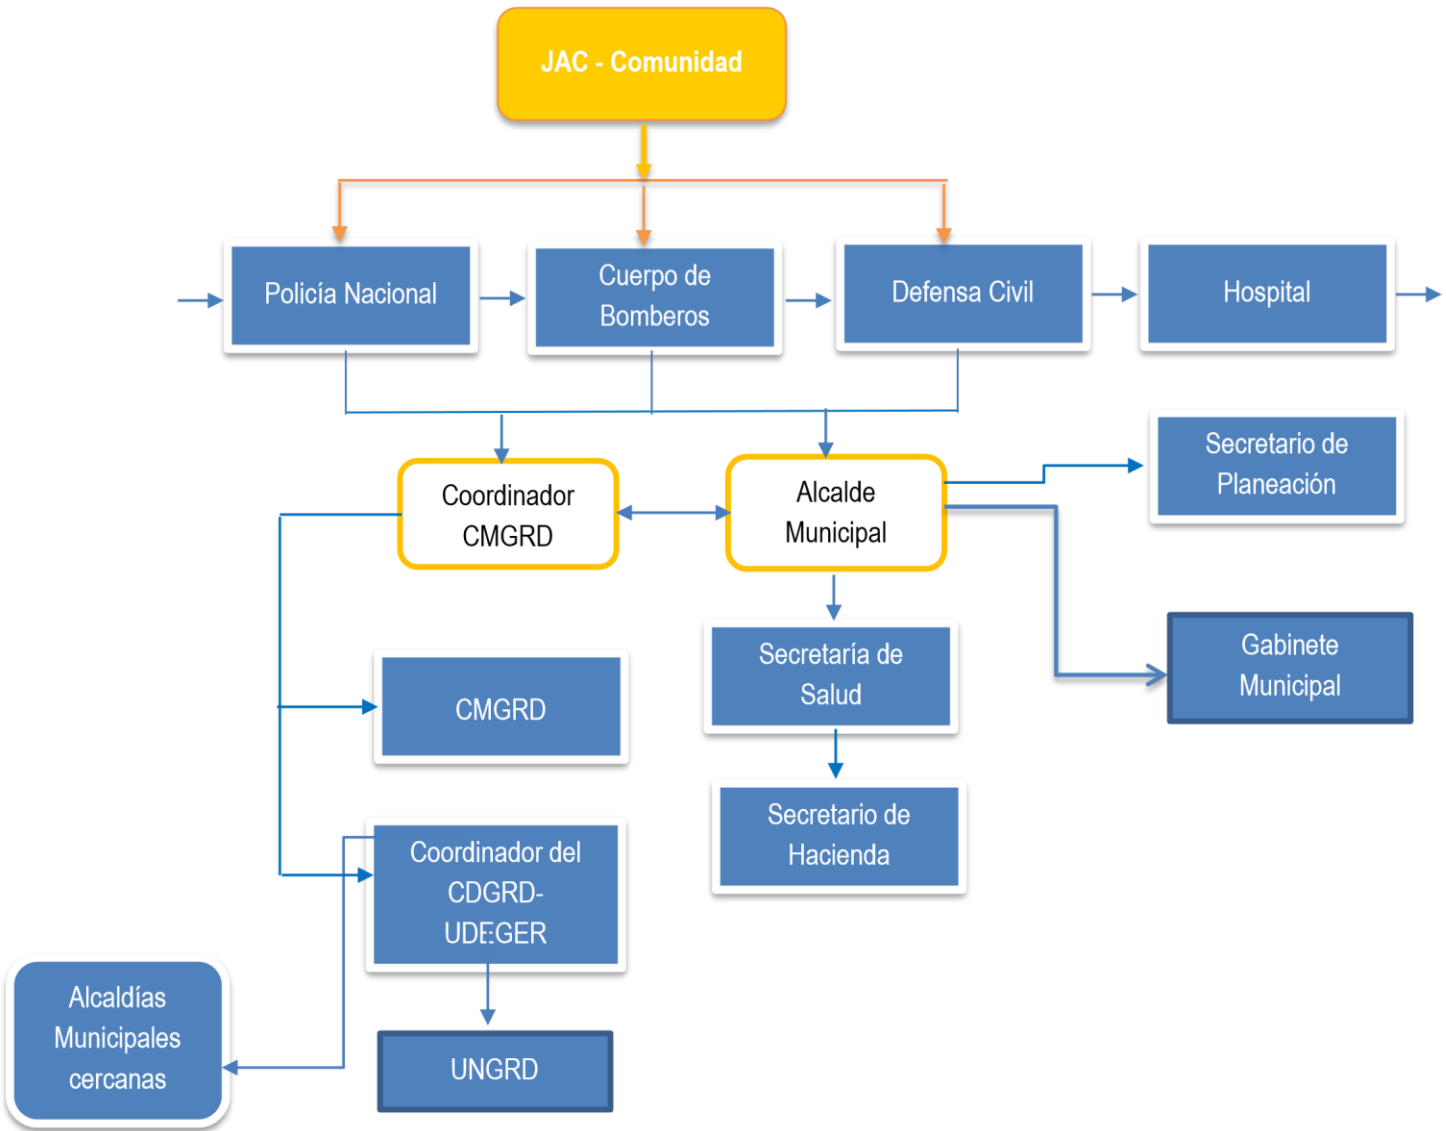 JAC - Comunidad
Policía Nacional
Cuerpo de
Bomberos
Defensa Civil
Hospital
Coordinador
CMGRD
Alcalde
Municipal
Secretario de
Planeación
Secretaría de
Salud
Gabinete
Municipal
CMGRD
Secretario de
Hacienda
Coordinador del
CDGRD-
UDEGER
Alcaldías
Municipales
cercanas
UNGRD